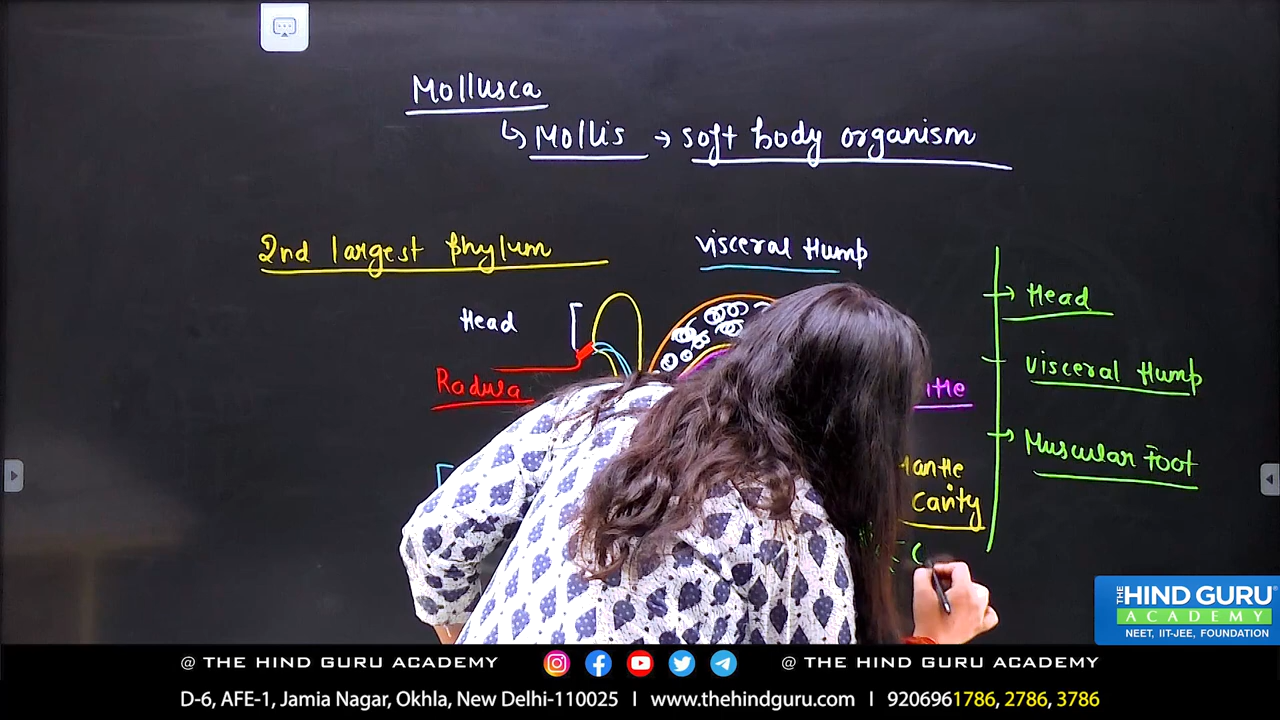 Mollusca
↳ Mollis → soft body organism
2nd largest phylum
visceral Hump
Head
Radula
Mantle
cavity
→ Head
visceral Hump
→ Muscular Foot
THE HIND GURU
ACADEMY
NEET, IIT-JEE, FOUNDATION
@ THE HIND GURU ACADEMY @ THE HIND GURU ACADEMY
D-6, AFE-1, Jamia Nagar, Okhla, New Delhi-110025 | www.thehindguru.com | 9206961786, 2786, 3786